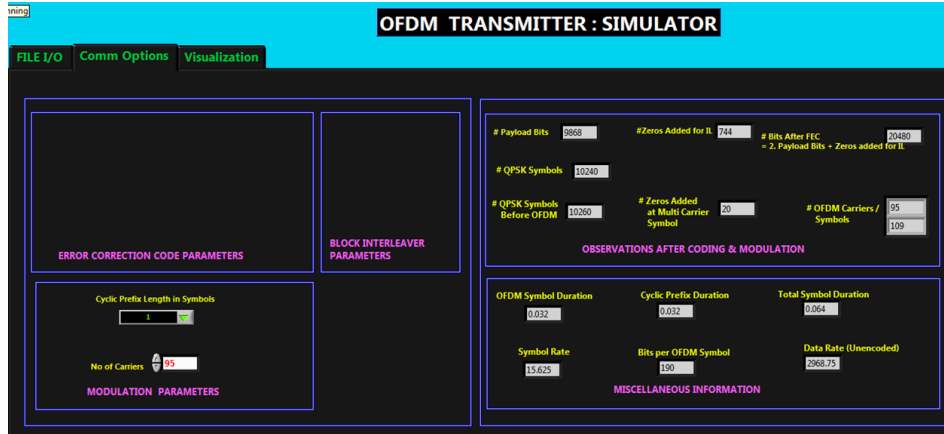 nning
OFDM TRANSMITTER : SIMULATOR
FILE I/O Comm Options Visualization
# Payload Bits 9868 #Zeros Added for IL 744 # Bits After FEC 20480
= 2. Payload Bits + Zeros added for IL
# QPSK Symbols 10240
# QPSK Symbols
Before OFDM 10260
# Zeros Added
at Multi Carrier
Symbol 20
# OFDM Carriers /
Symbols 95
109
OBSERVATIONS AFTER CODING & MODULATION
ERROR CORRECTION CODE PARAMETERS
BLOCK INTERLEAVER
PARAMETERS
Cyclic Prefix Length in Symbols
1
No of Carriers 95
MODULATION PARAMETERS
OFDM Symbol Duration Cyclic Prefix Duration Total Symbol Duration
0.032 0.032 0.064
Symbol Rate Bits per OFDM Symbol Data Rate (Unencoded)
15.625 190 2968.75
MISCELLANEOUS INFORMATION